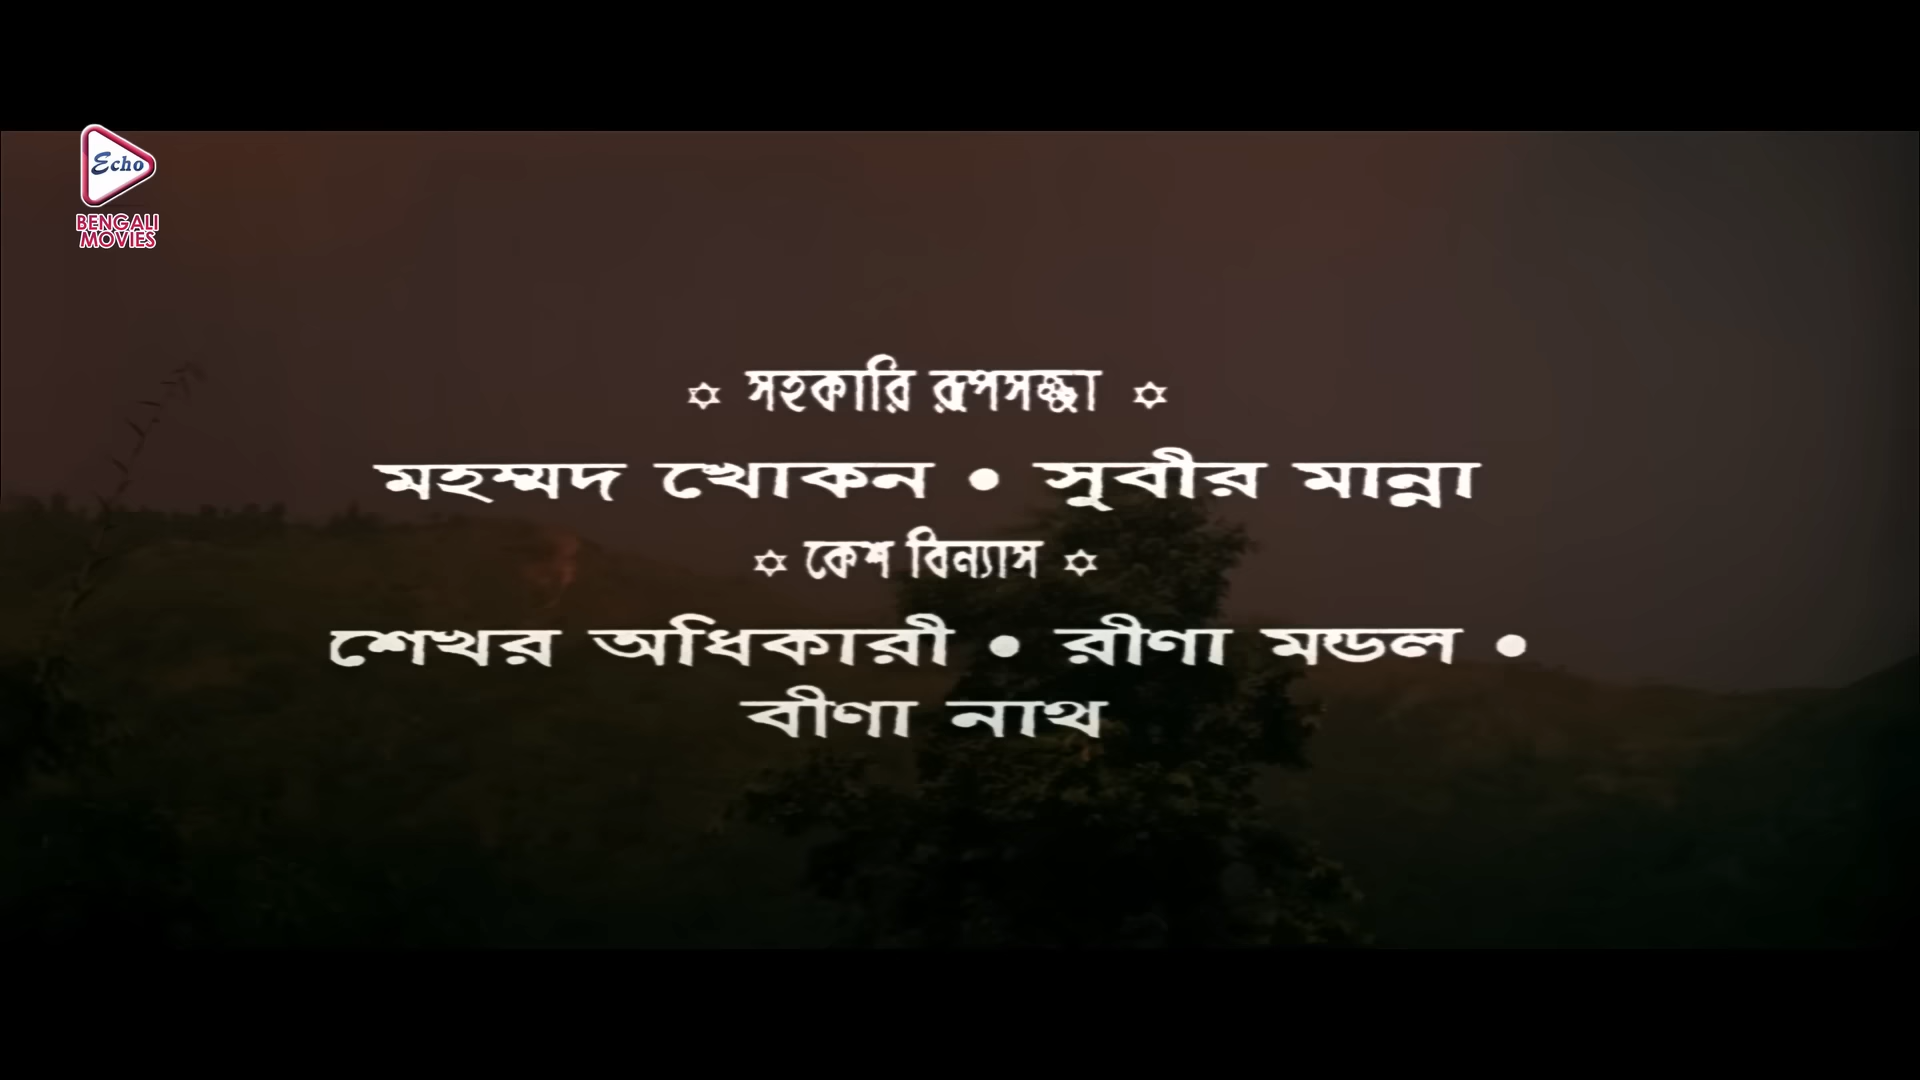 Echo
BENGALI
MOVIES
✡ সহকারি রূপসজ্জা ✡
মহম্মদ খোকন • সুবীর মান্না
✡ কেশ বিন্যাস ✡
শেখর অধিকারী • রীণা মন্ডল •
বীণা নাথ